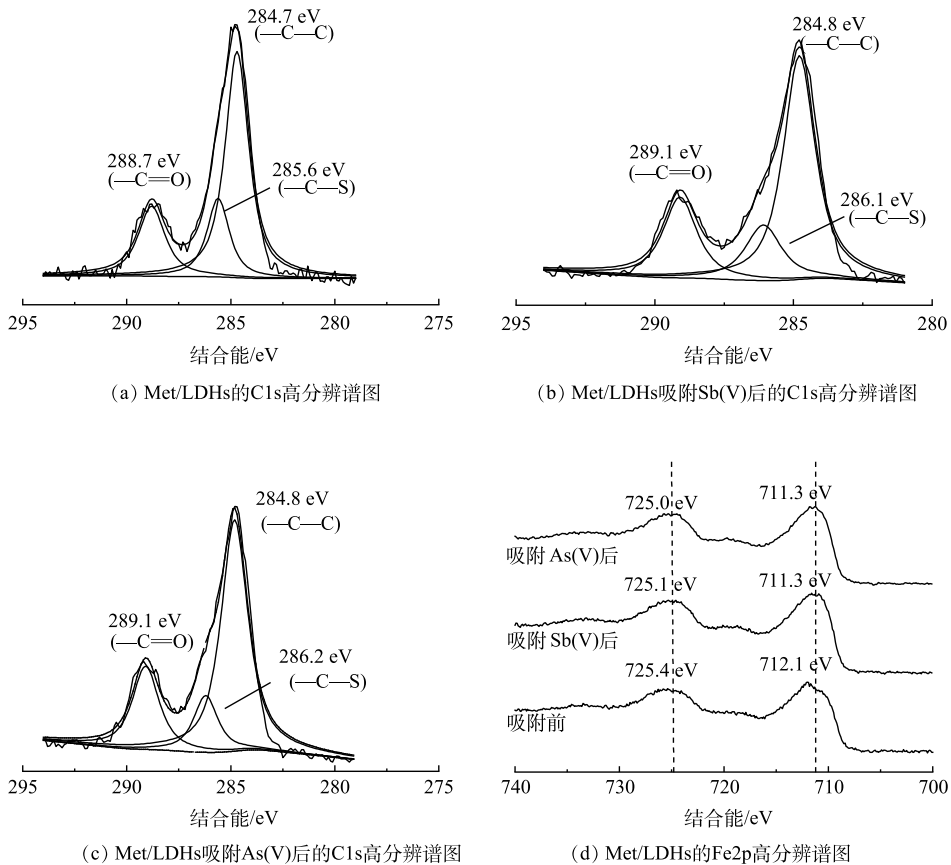 284.7 eV
(—C—C)
288.7 eV
(—C═O)
285.6 eV
(—C—S)
295 290 285 280 275
结合能/eV
（a）Met/LDHs的C1s高分辨谱图
284.8 eV
(—C—C)
289.1 eV
(—C═O)
286.1 eV
(—C—S)
295 290 285 280
结合能/eV
（b）Met/LDHs吸附Sb(V)后的C1s高分辨谱图
284.8 eV
(—C—C)
289.1 eV
(—C═O)
286.2 eV
(—C—S)
295 290 285 280 275
结合能/eV
（c）Met/LDHs吸附As(V)后的C1s高分辨谱图
725.0 eV 711.3 eV
吸附 As(V)后
725.1 eV 711.3 eV
吸附 Sb(V)后
725.4 eV 712.1 eV
吸附前
740 730 720 710 700
结合能/eV
（d）Met/LDHs的Fe2p高分辨谱图